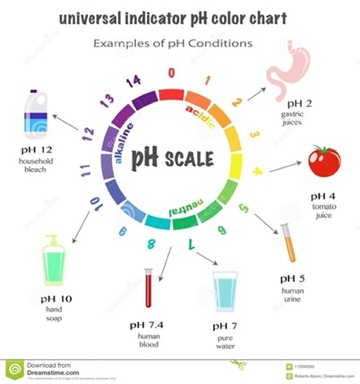 universal indicator pH color chart
Examples of pH Conditions
0
1
2
3
4
5
6
7
8
9
10
11
12
13
14
acidic
neutral
alkaline
pH SCALE
pH 2
gastric
juices
pH 4
tomato
juice
pH 5
human
urine
pH 7
pure
water
pH 7.4
human
blood
pH 10
hand
soap
pH 12
household
bleach
Download from
Dreamstime.com